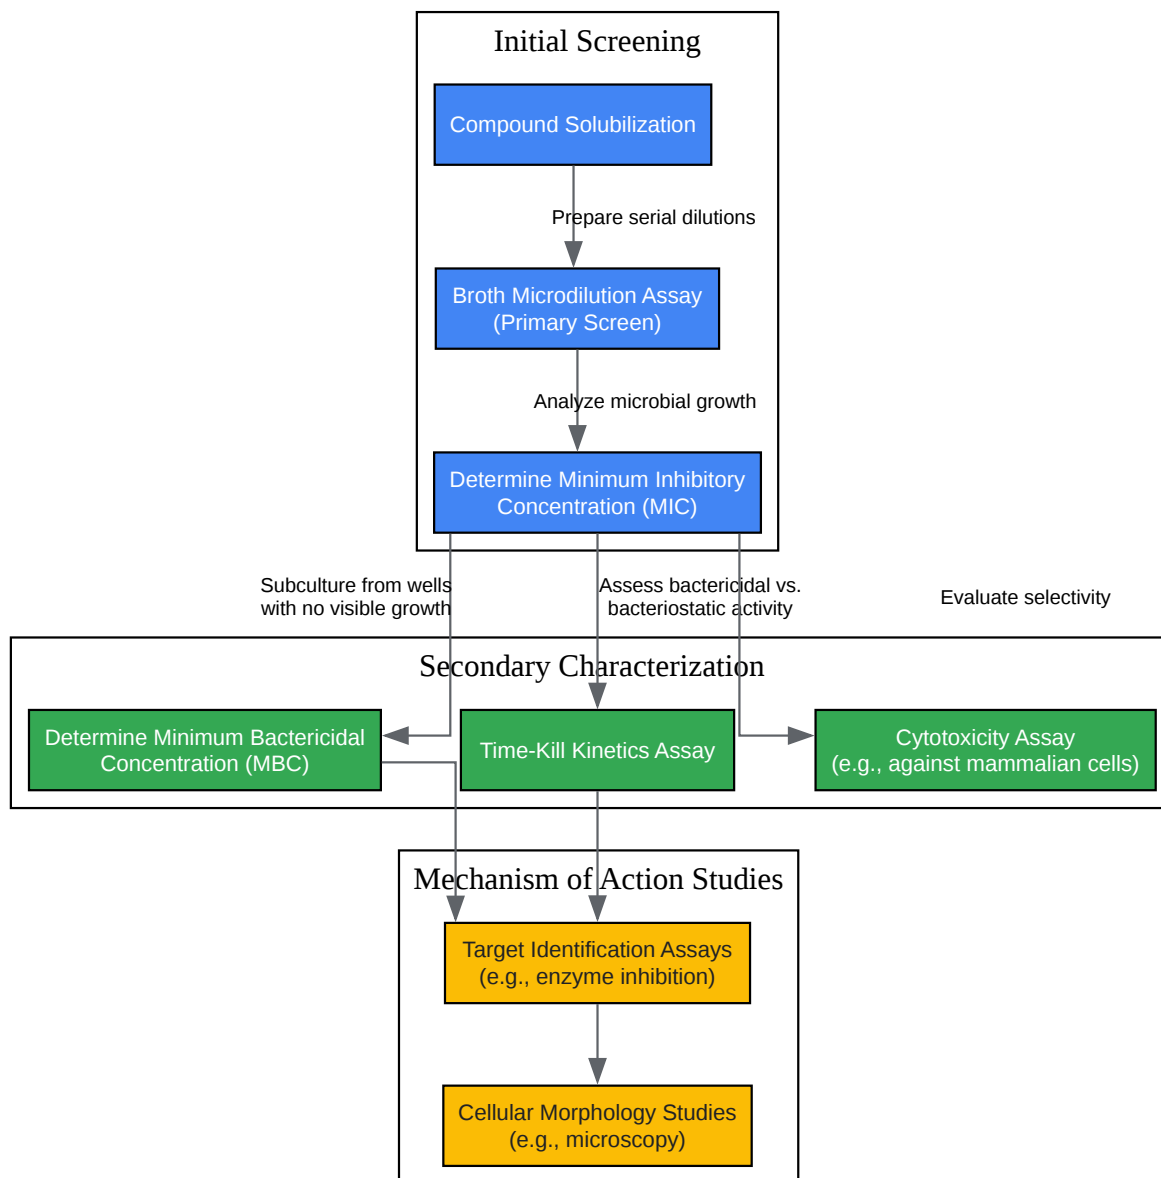 Initial Screening
Compound Solubilization
Prepare serial dilutions
Broth Microdilution Assay
(Primary Screen)
Analyze microbial growth
Determine Minimum Inhibitory
Concentration (MIC)
Subculture from wells
with no visible growth
Assess bactericidal vs.
bacteriostatic activity
Evaluate selectivity
Secondary Characterization
Determine Minimum Bactericidal
Concentration (MBC)
Time-Kill Kinetics Assay
Cytotoxicity Assay
(e.g., against mammalian cells)
Mechanism of Action Studies
Target Identification Assays
(e.g., enzyme inhibition)
Cellular Morphology Studies
(e.g., microscopy)